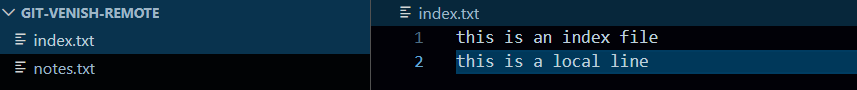 GIT-VENISH-REMOTE
index.txt
notes.txt
index.txt
1 this is an index file
2 this is a local line